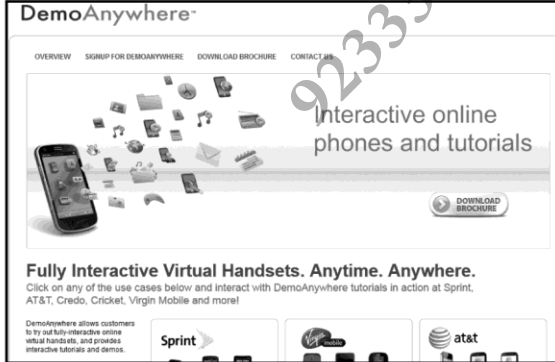 DemoAnywhere
OVERVIEW SIGNUP FOR DEMOANYWHERE DOWNLOAD BROCHURE CONTACT US
92333
Interactive online
phones and tutorials
DOWNLOAD
BROCHURE
Fully Interactive Virtual Handsets. Anytime. Anywhere.
Click on any of the use cases below and interact with DemoAnywhere tutorials in action at Sprint,
AT&T, Credo, Cricket, Virgin Mobile and more!
DemoAnywhere allows customers
to try out fully-interactive online
virtual handsets, and provides
interactive tutorials and demos.
Sprint
Virgin
mobile
at&t